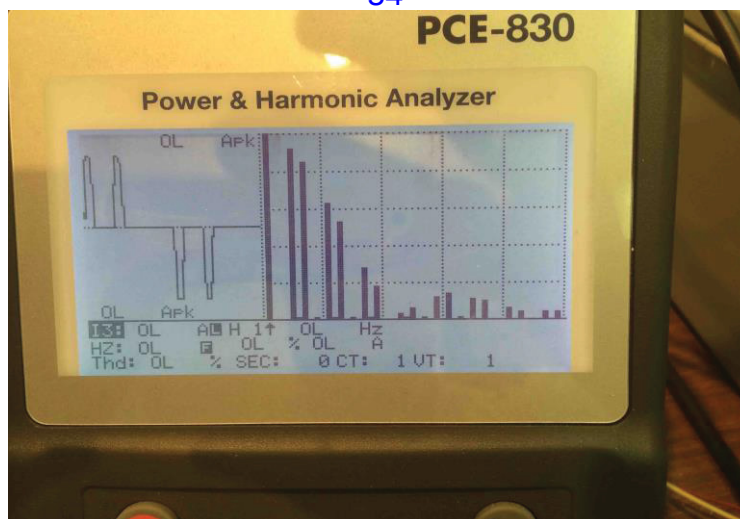 PCE-830
Power & Harmonic Analyzer
OL Apk
OL Apk
I3: OL A L H 1↑ OL Hz
HZ: OL F OL % OL A
Thd: OL % SEC: 0 CT: 1 VT: 1